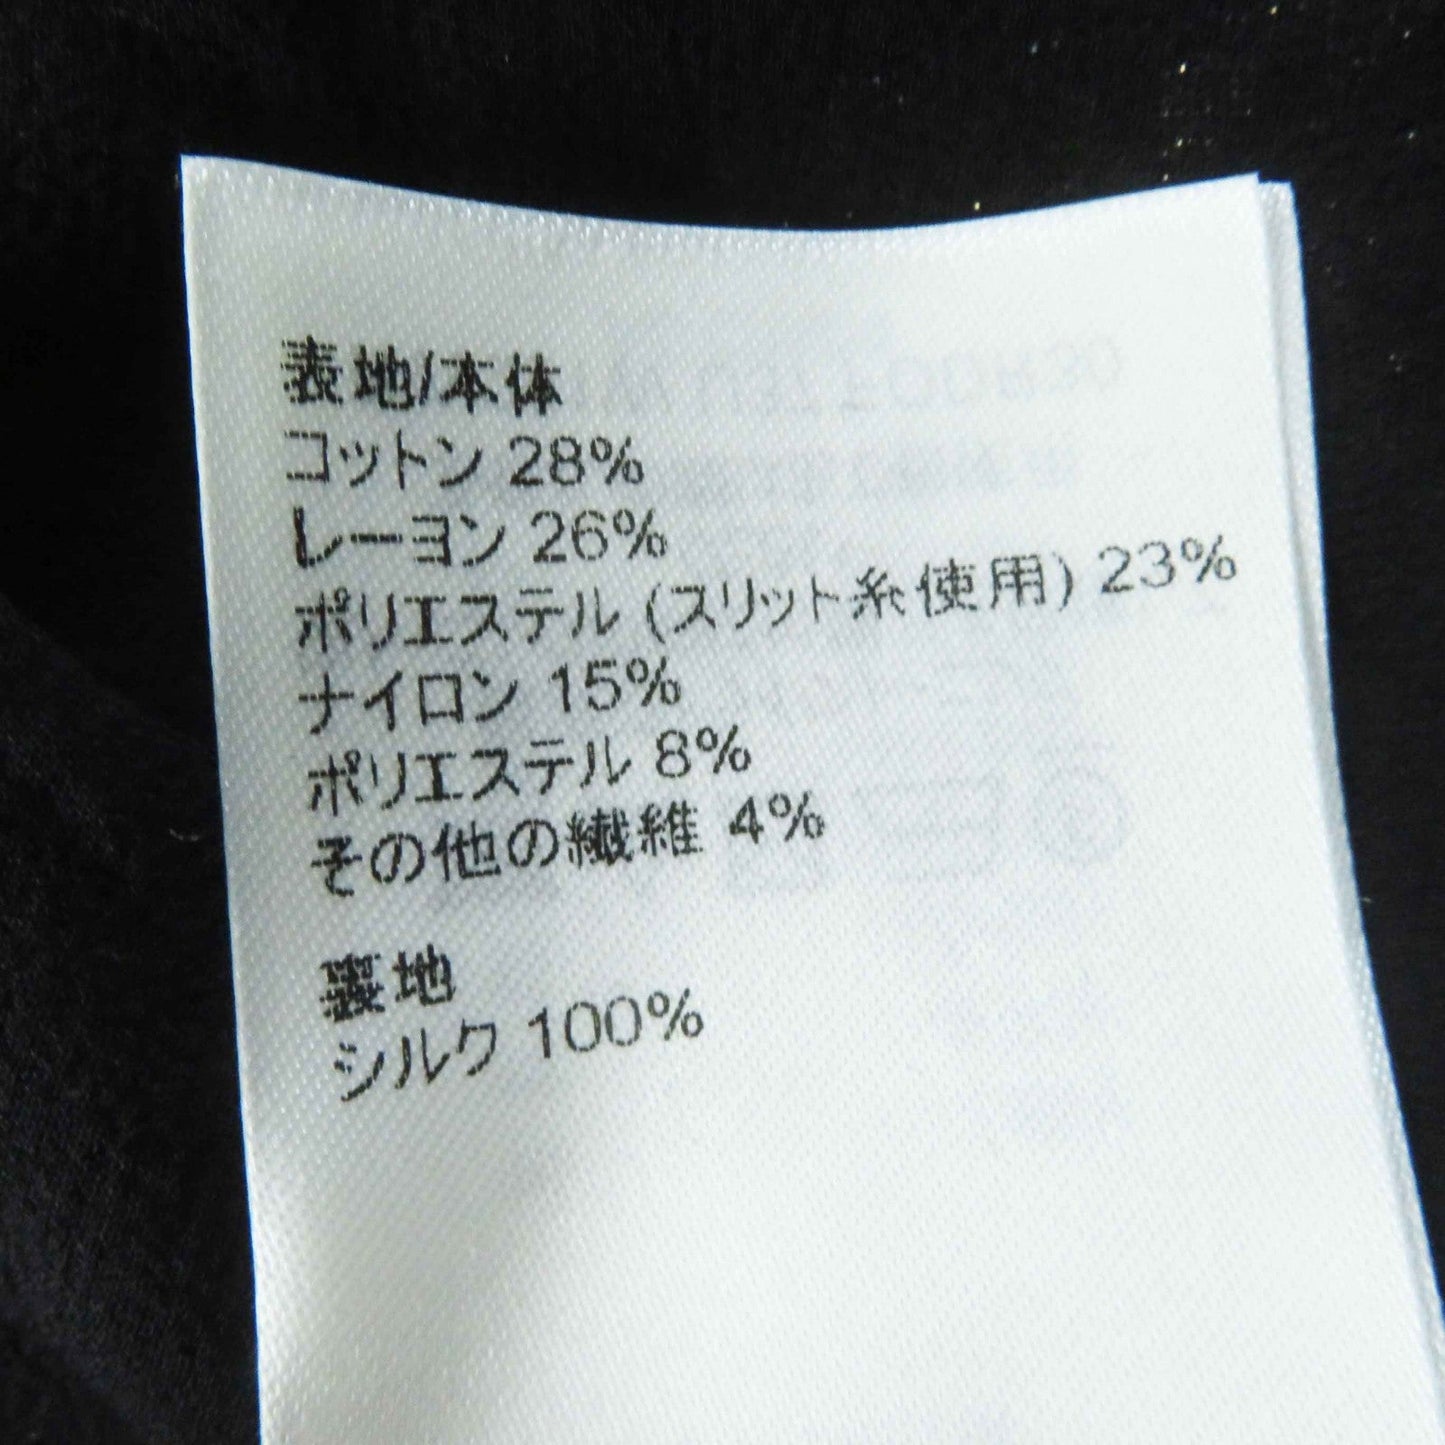 表地/本体
コットン 28%
レーヨン 26%
ポリエステル (スリット糸使用) 23%
ナイロン 15%
ポリエステル 8%
その他の繊維 4%
裏地
シルク 100%